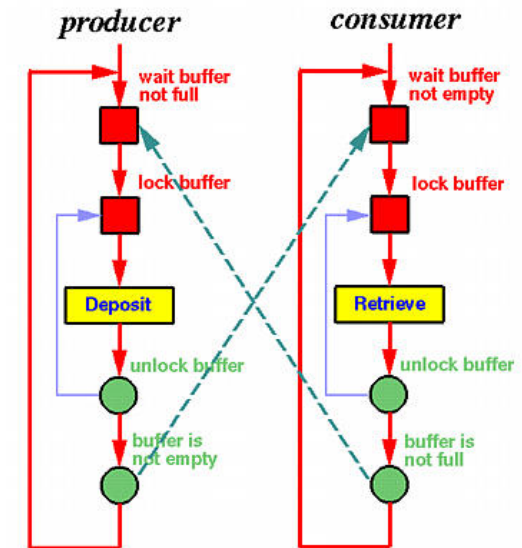 producer
wait buffer
not full
lock buffer
Deposit
unlock buffer
buffer is
not empty
consumer
wait buffer
not empty
lock buffer
Retrieve
unlock buffer
buffer is
not full